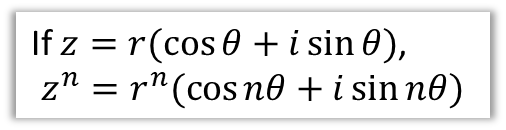 If z = r(cos θ + i sin θ),
zⁿ = rⁿ(cos nθ + i sin nθ)